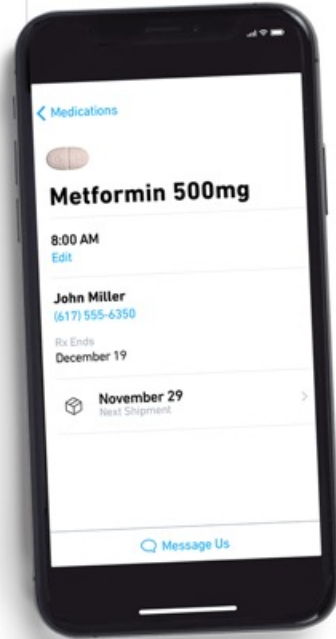 Medications
Metformin 500mg
8:00 AM
Edit
John Miller
(617) 555-6350
Rx Ends
December 19
November 29
Next Shipment
Message Us